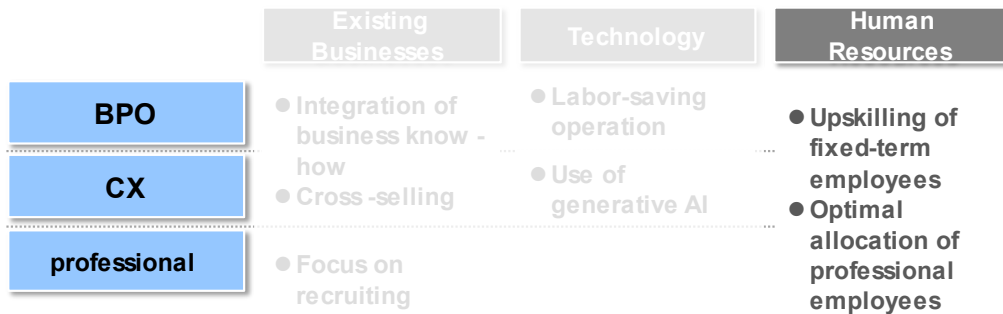 Existing
Businesses
Technology
Human
Resources
BPO
● Integration of
business know -
how
● Cross -selling
● Labor-saving
operation
● Use of
generative AI
● Upskilling of
fixed-term
employees
● Optimal
allocation of
professional
employees
CX
professional
● Focus on
recruiting